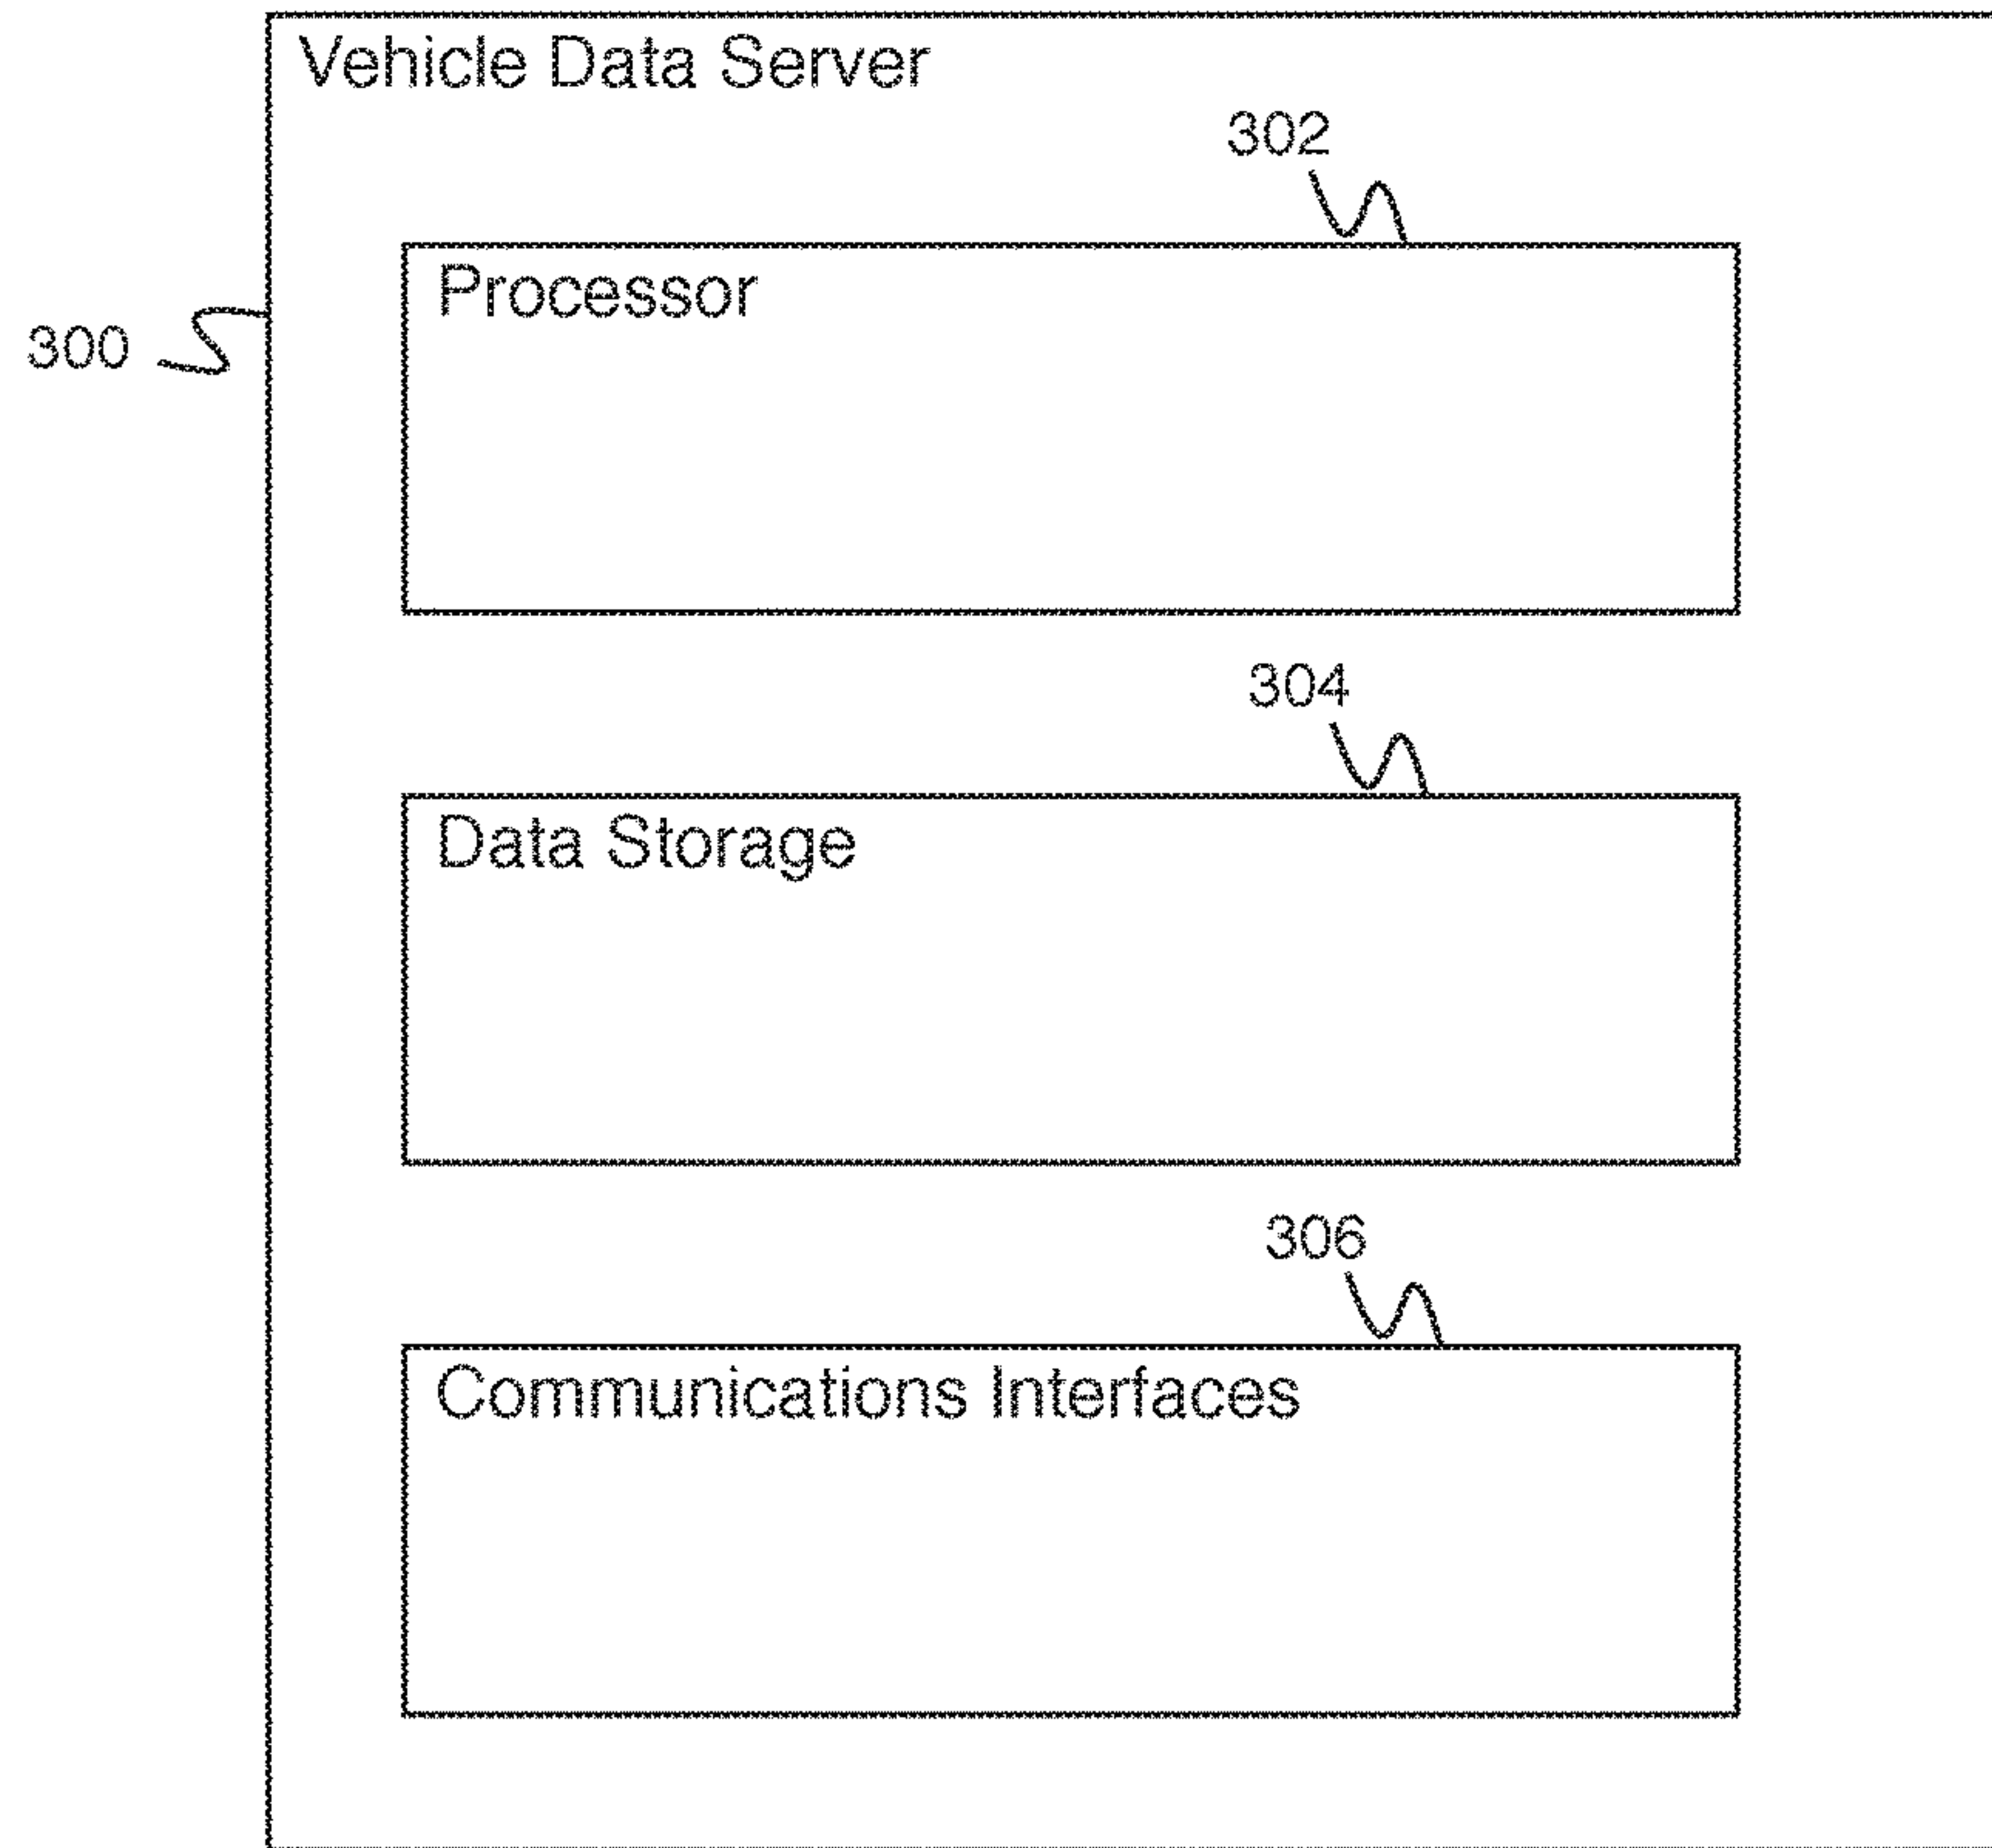 Vehicle Data Server
302
Processor
300
304
Data Storage
306
Communications Interfaces